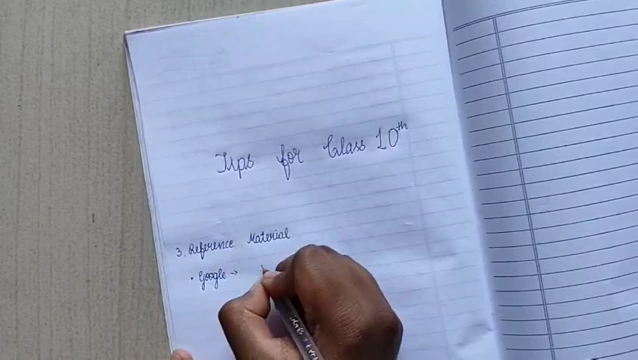 Tips for Class 10th
3. Reference Material
• Google →